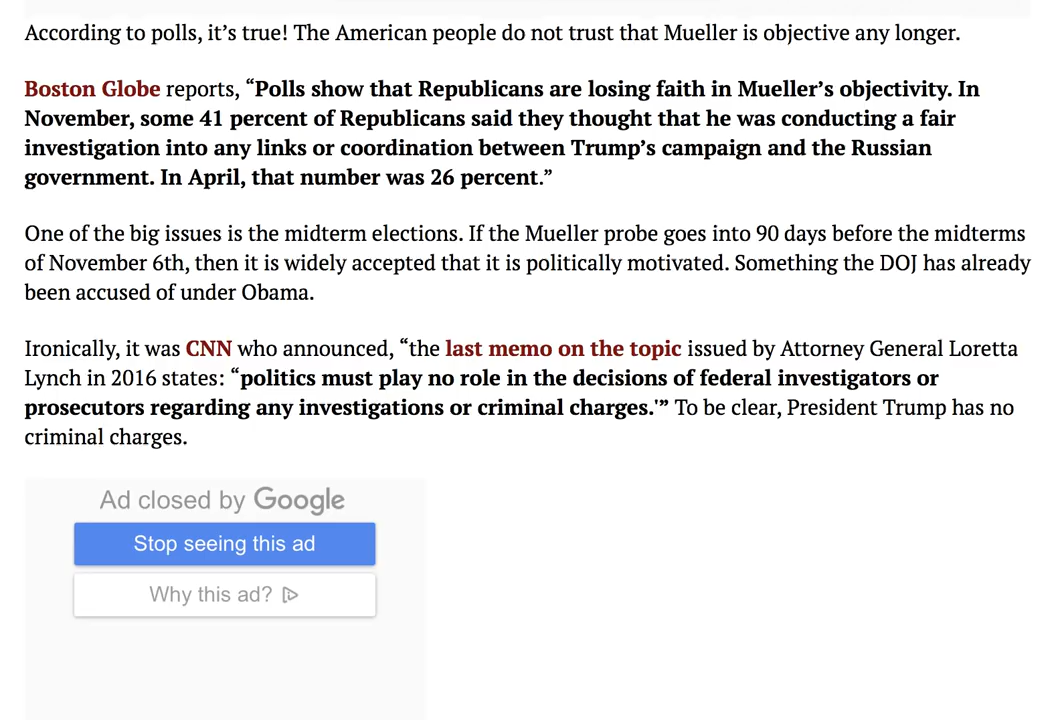 According to polls, it’s true! The American people do not trust that Mueller is objective any longer.
Boston Globe reports, “Polls show that Republicans are losing faith in Mueller’s objectivity. In
November, some 41 percent of Republicans said they thought that he was conducting a fair
investigation into any links or coordination between Trump’s campaign and the Russian
government. In April, that number was 26 percent.”
One of the big issues is the midterm elections. If the Mueller probe goes into 90 days before the midterms
of November 6th, then it is widely accepted that it is politically motivated. Something the DOJ has already
been accused of under Obama.
Ironically, it was CNN who announced, “the last memo on the topic issued by Attorney General Loretta
Lynch in 2016 states: “politics must play no role in the decisions of federal investigators or
prosecutors regarding any investigations or criminal charges.'” To be clear, President Trump has no
criminal charges.
Ad closed by Google
Stop seeing this ad
Why this ad?